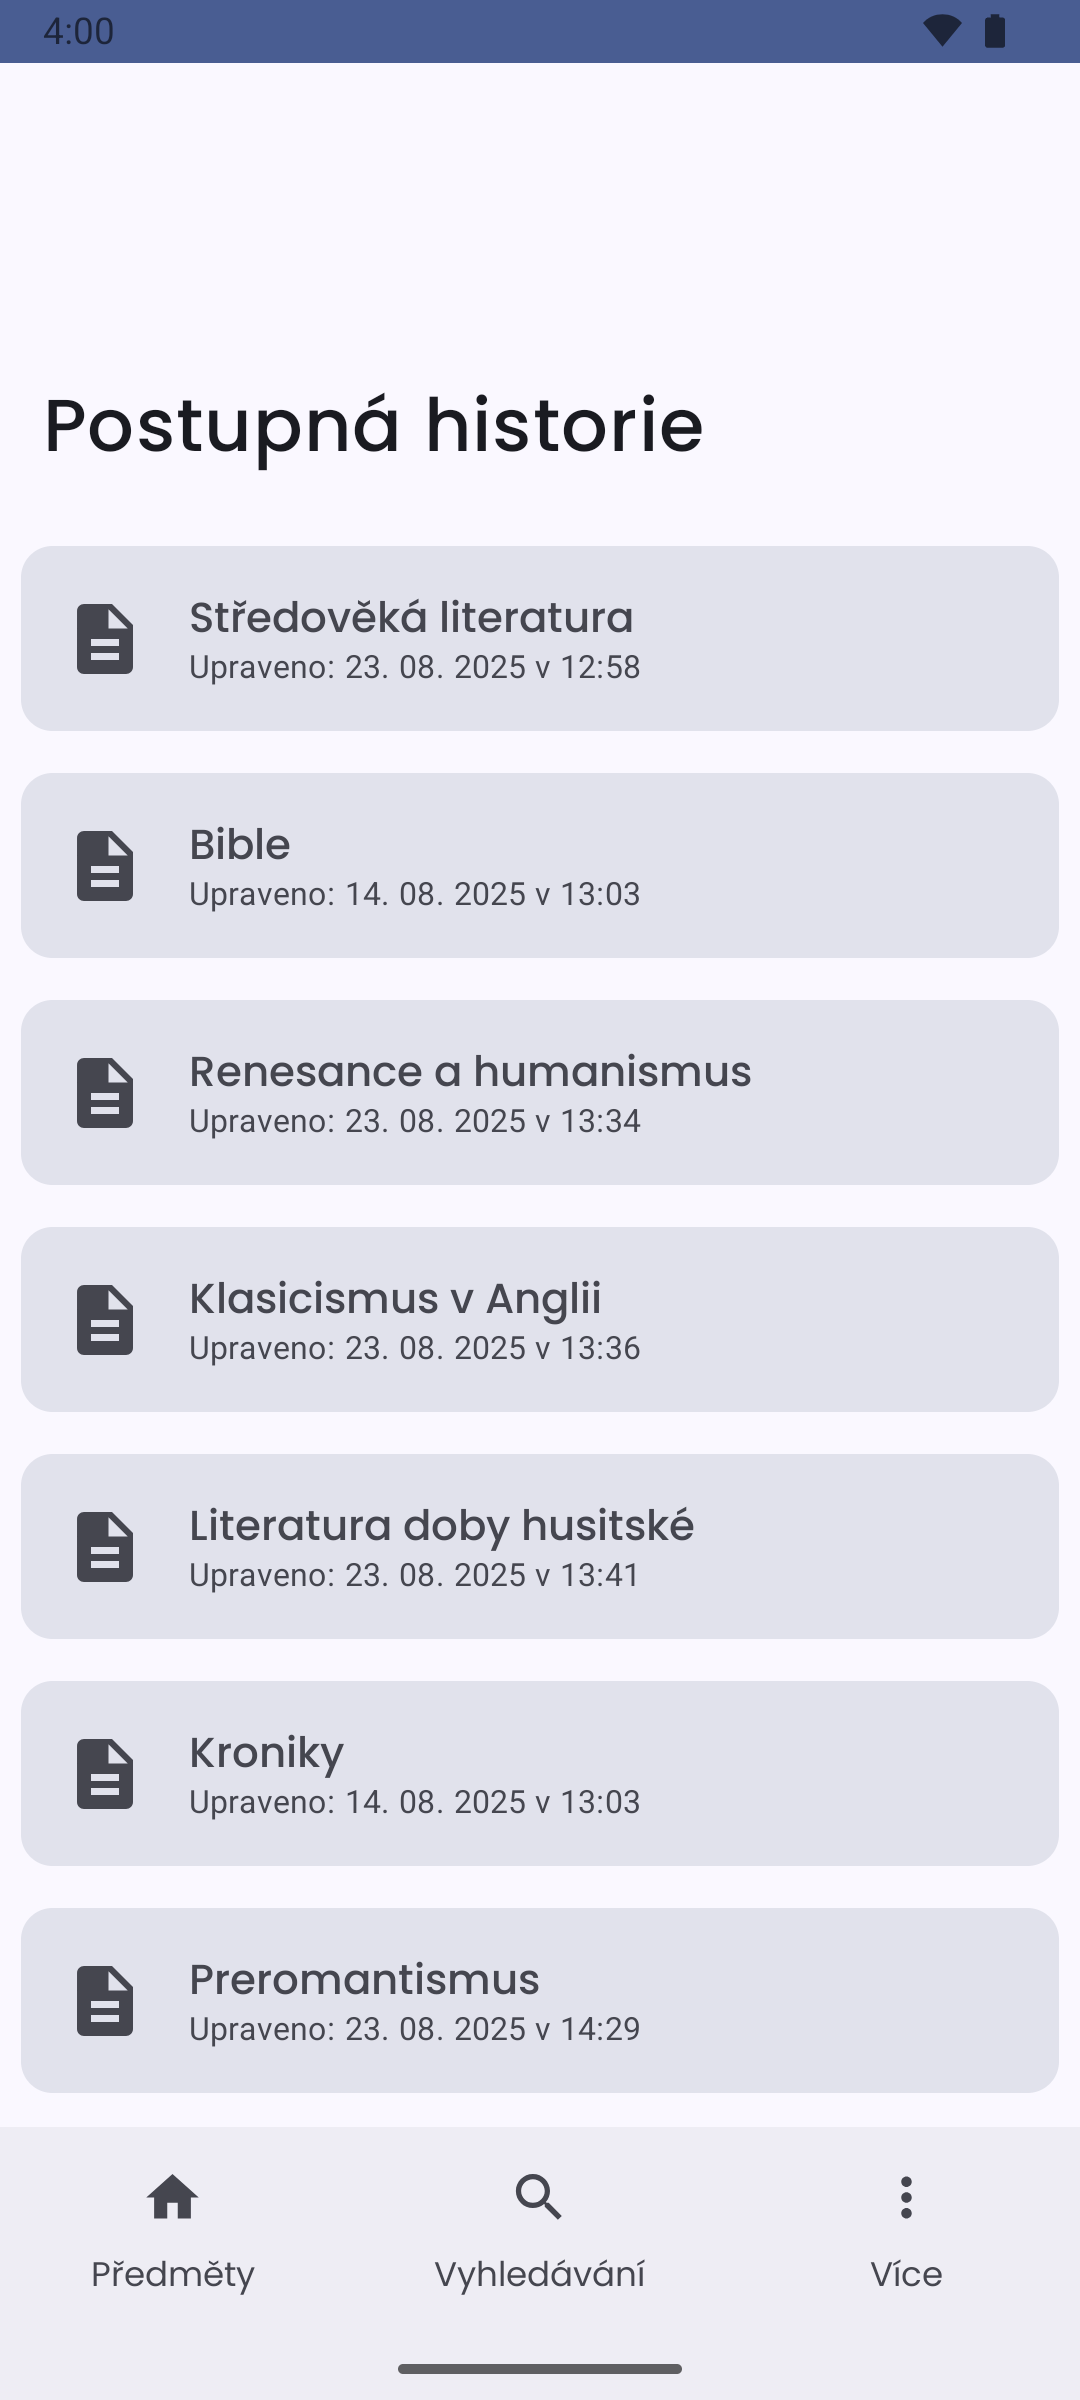 4:00
Postupná historie
Středověká literatura
Upraveno: 23. 08. 2025 v 12:58
Bible
Upraveno: 14. 08. 2025 v 13:03
Renesance a humanismus
Upraveno: 23. 08. 2025 v 13:34
Klasicismus v Anglii
Upraveno: 23. 08. 2025 v 13:36
Literatura doby husitské
Upraveno: 23. 08. 2025 v 13:41
Kroniky
Upraveno: 14. 08. 2025 v 13:03
Preromantismus
Upraveno: 23. 08. 2025 v 14:29
Předměty
Vyhledávání
Více